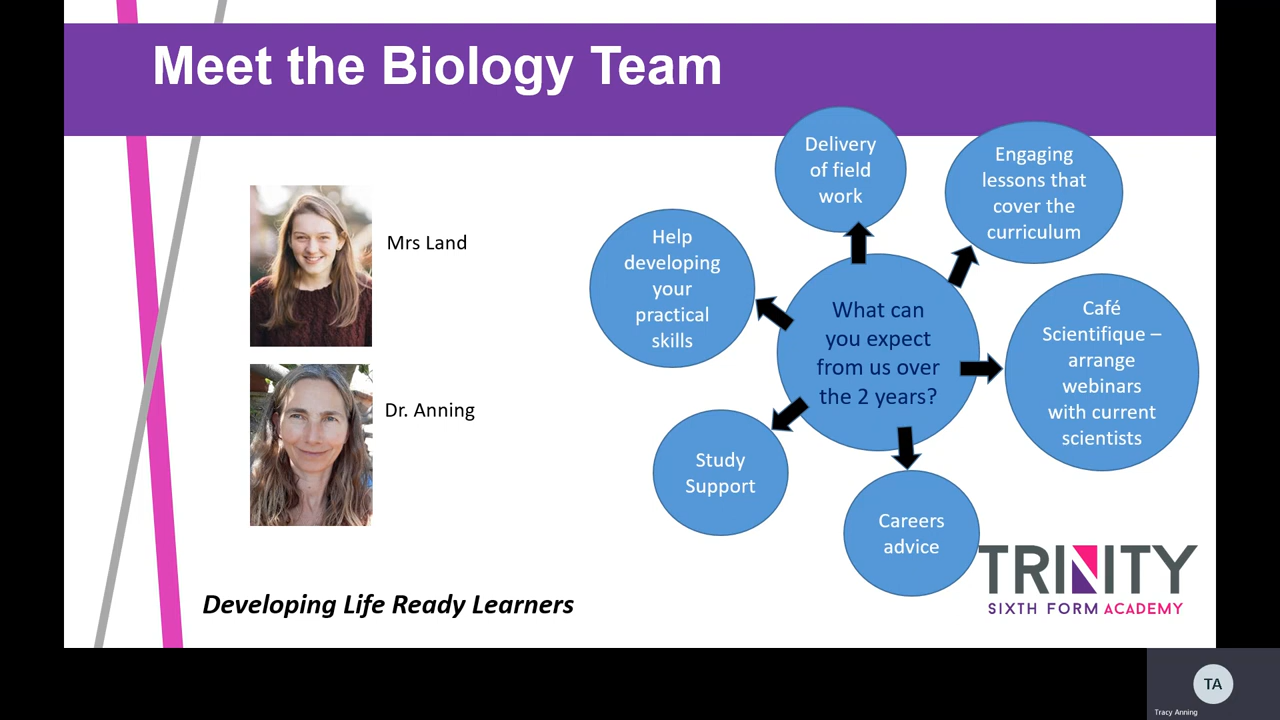 Meet the Biology Team
Mrs Land
Dr. Anning
Delivery
of field
work
Engaging
lessons that
cover the
curriculum
Help
developing
your
practical
skills
What can
you expect
from us over
the 2 years?
Café
Scientifique –
arrange
webinars
with current
scientists
Study
Support
Careers
advice
Developing Life Ready Learners
TRINITY
SIXTH FORM ACADEMY
TA
Tracy Anning